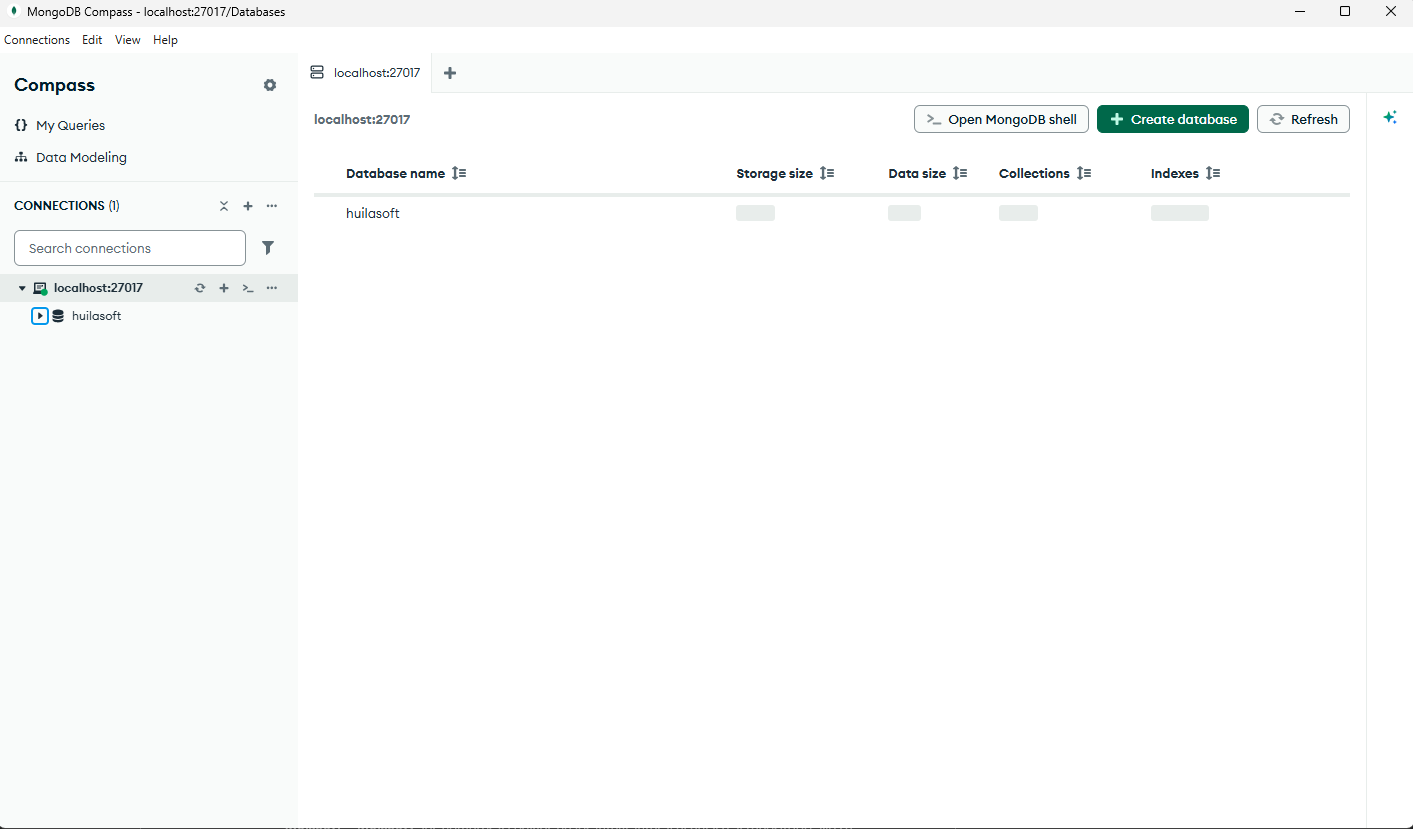 MongoDB Compass - localhost:27017/Databases
Connections Edit View Help
Compass
My Queries
Data Modeling
CONNECTIONS (1)
Search connections
localhost:27017
huilasoft
localhost:27017
localhost:27017
Open MongoDB shell
Create database
Refresh
Database name Storage size Data size Collections Indexes
huilasoft